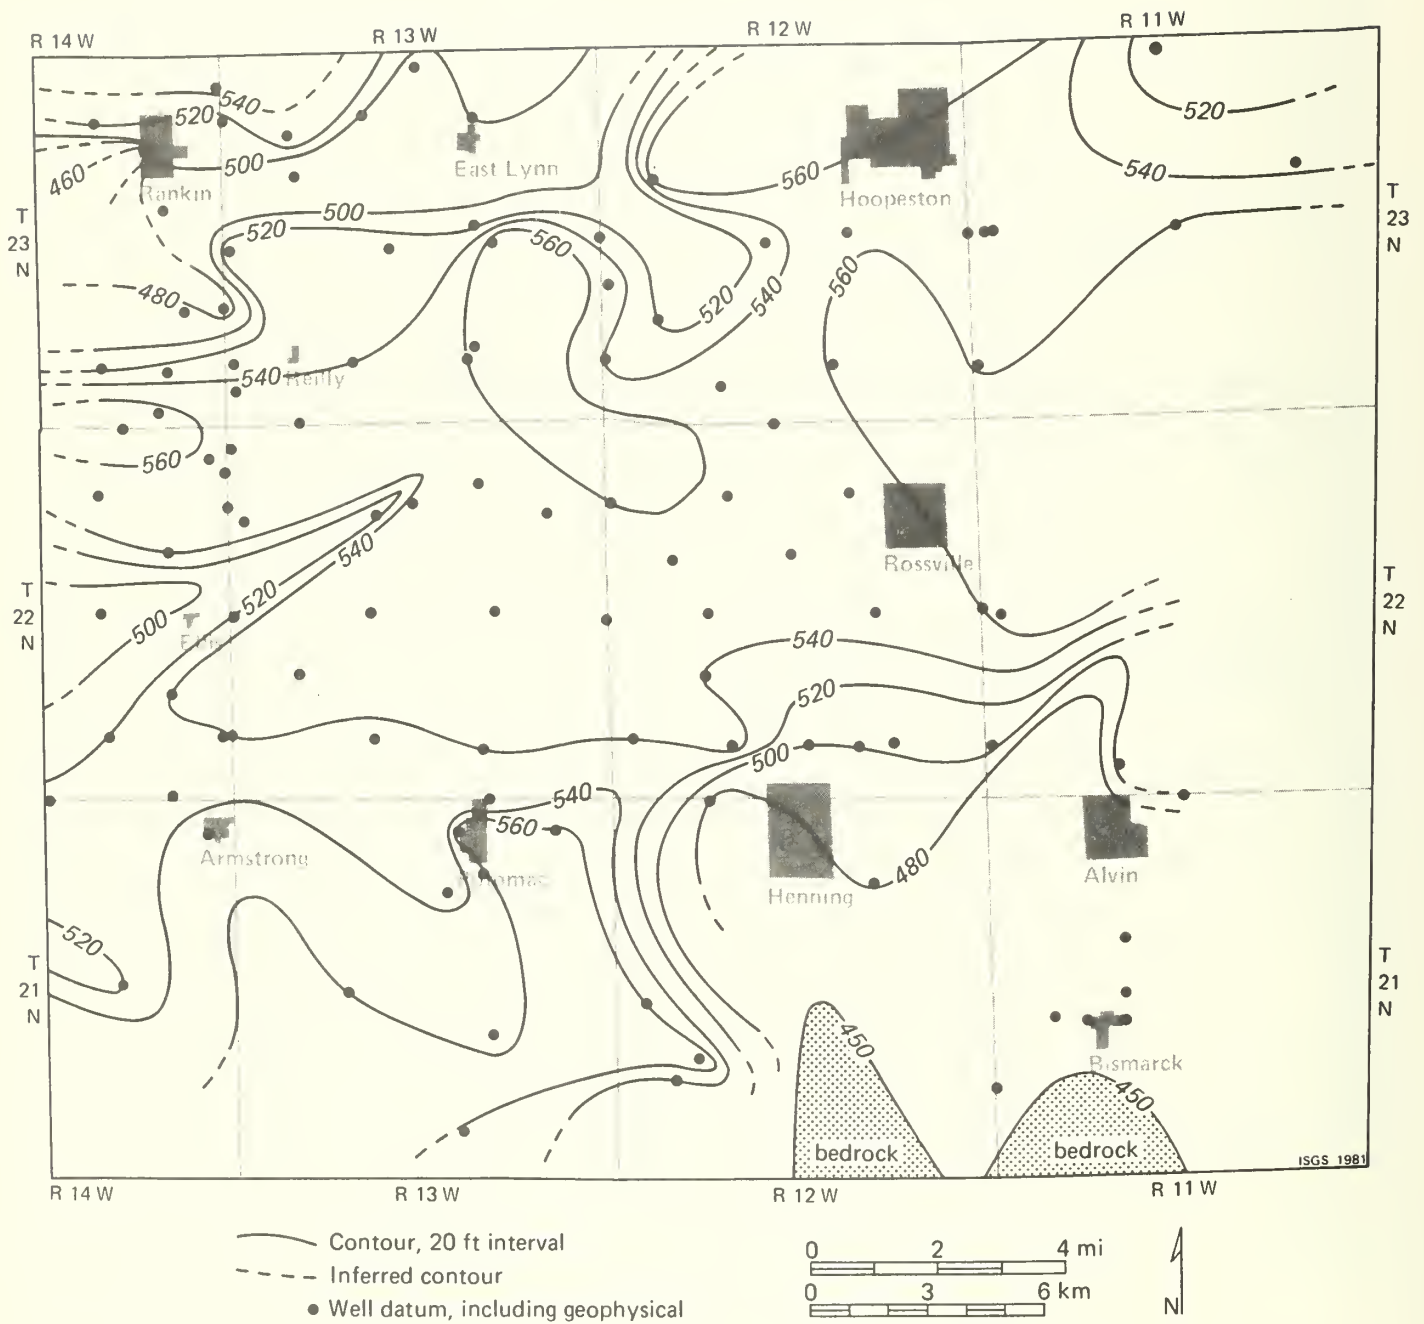 R 14 W
R 13 W
R 12 W
R 11 W
540
520
520
500
460
Rankin
East Lynn
560
Hoopeston
540
T
23
N
T
23
N
500
520
560
560
480
520
540
540
Reilly
560
540
Rossville
T
22
N
T
22
N
520
500
540
520
500
540
560
Armstrong
480
Henning
Alvin
520
T
21
N
T
21
N
450
Bismarck
450
bedrock
bedrock
ISGS 1981
R 14 W
R 13 W
R 12 W
R 11 W
Contour, 20 ft interval
Inferred contour
Well datum, including geophysical
0 2 4 mi
0 3 6 km
N